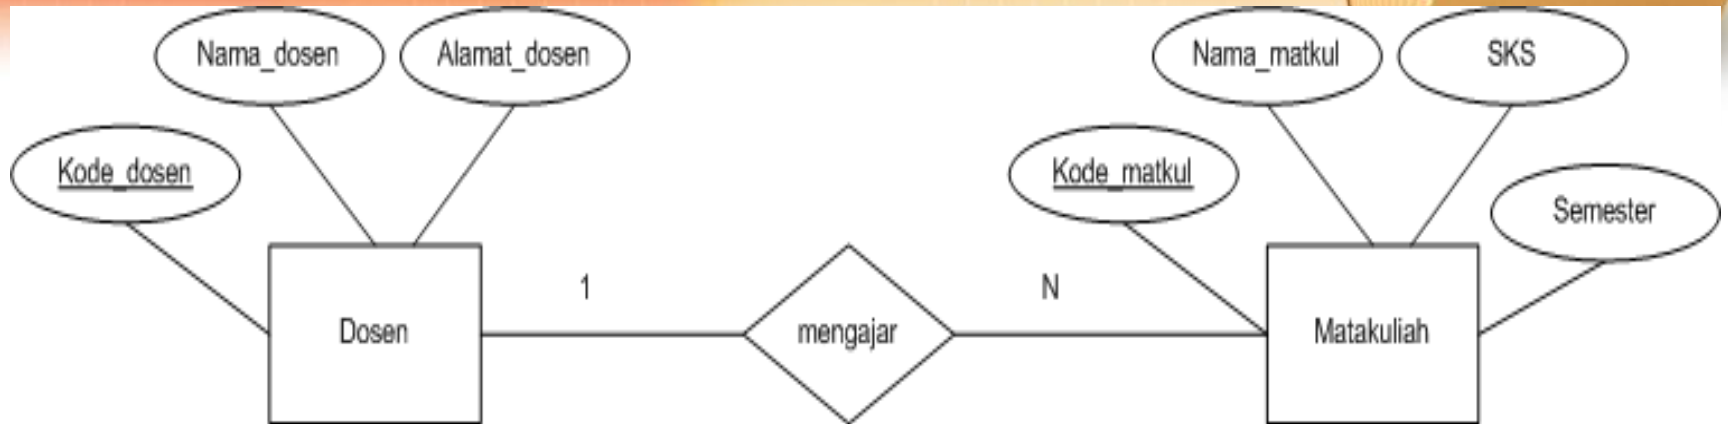 Nama_dosen
Alamat_dosen
Nama_matkul
SKS
Kode_dosen
Kode_matkul
Semester
1
N
Dosen
mengajar
Matakuliah